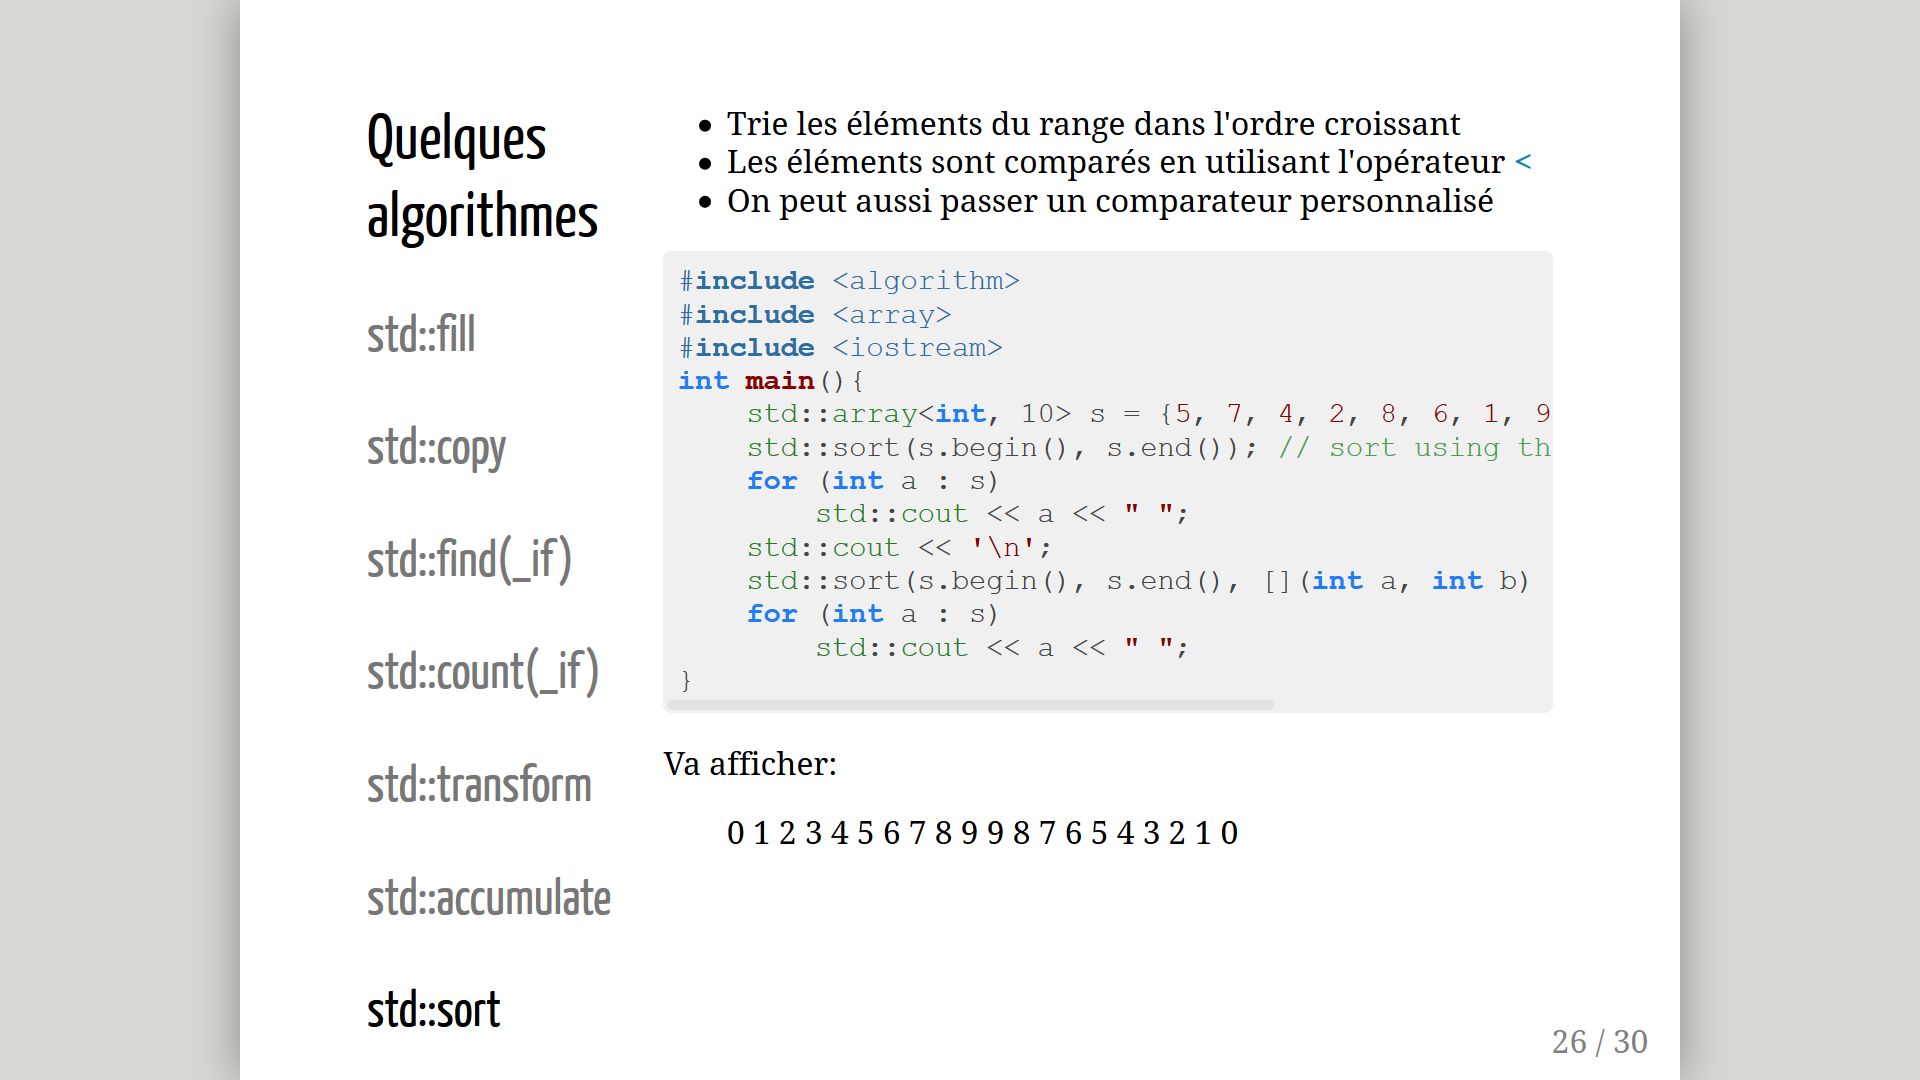 Quelques
algorithmes
std::fill
std::copy
std::find(_if)
std::count(_if)
std::transform
std::accumulate
std::sort
• Trie les éléments du range dans l'ordre croissant
• Les éléments sont comparés en utilisant l'opérateur <
• On peut aussi passer un comparateur personnalisé
#include <algorithm>
#include <array>
#include <iostream>
int main(){
    std::array<int, 10> s = {5, 7, 4, 2, 8, 6, 1, 9
    std::sort(s.begin(), s.end()); // sort using th
    for (int a : s)
        std::cout << a << " ";
    std::cout << '\n';
    std::sort(s.begin(), s.end(), [](int a, int b)
    for (int a : s)
        std::cout << a << " ";
}
Va afficher:
0 1 2 3 4 5 6 7 8 9 9 8 7 6 5 4 3 2 1 0
26 / 30